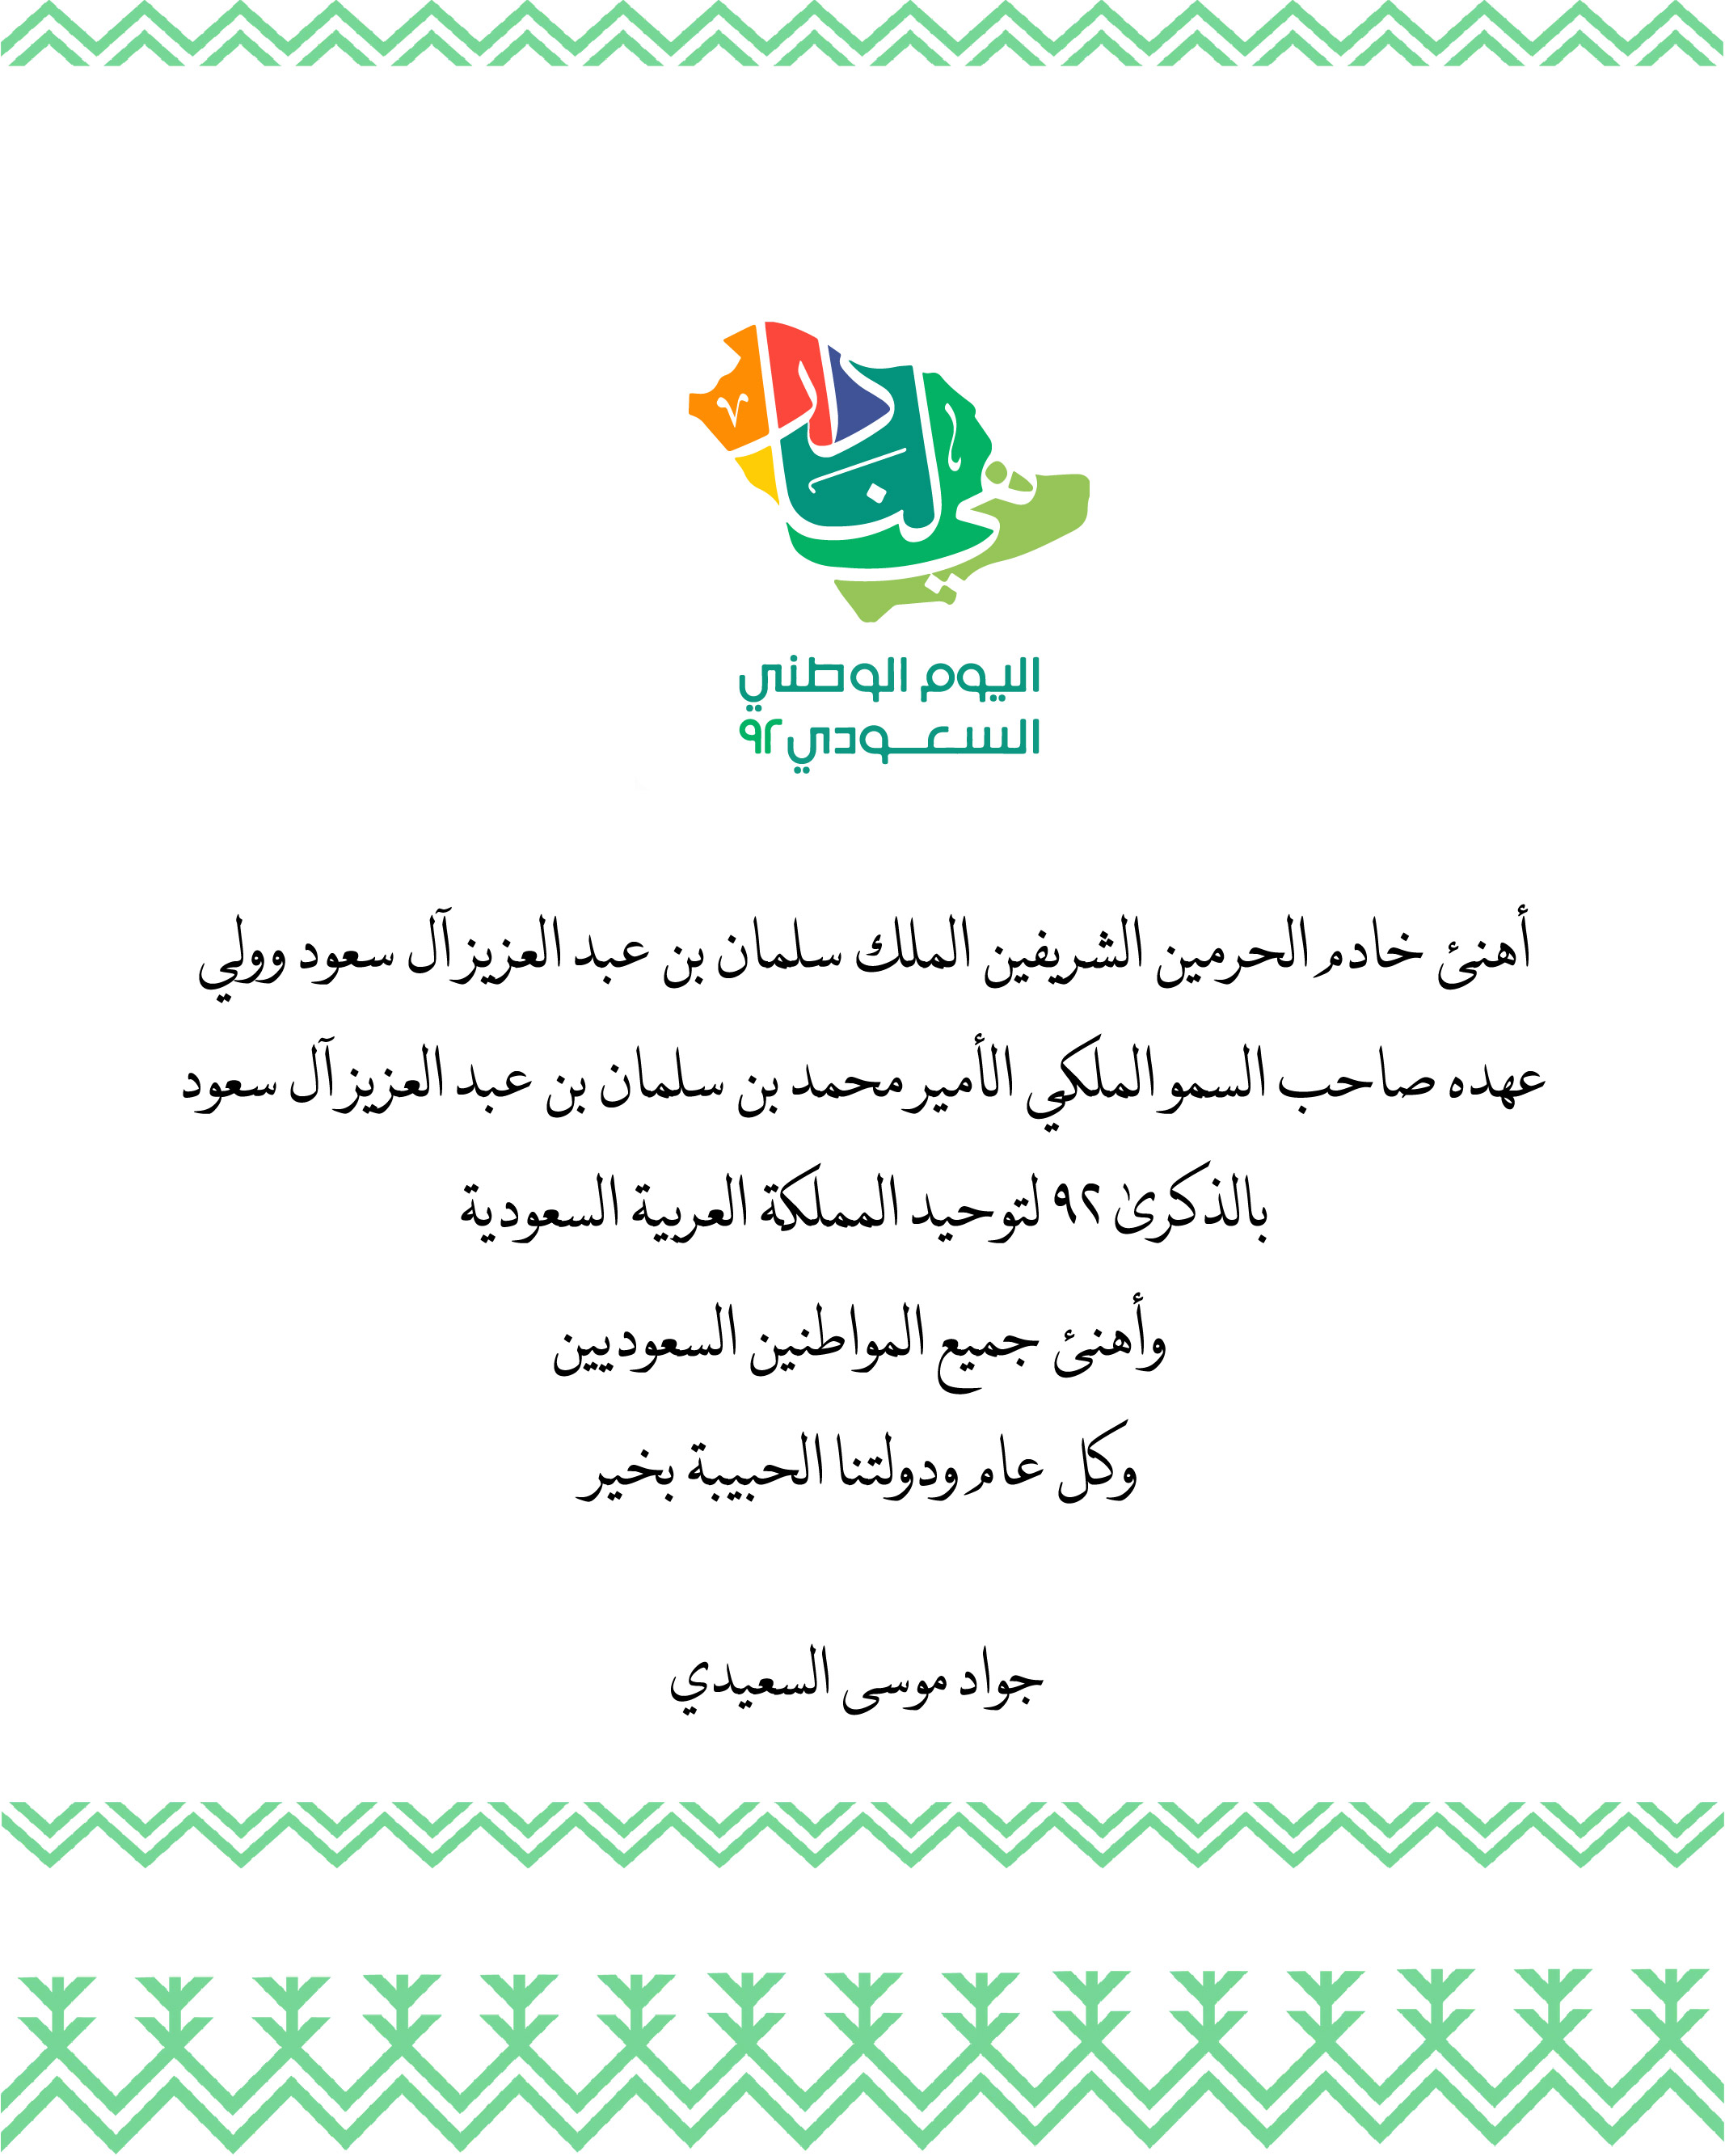 هي لنا دار
اليوم الوطني
السعودي ٩٢
أهنئ خادم الحرمين الشريفين الملك سلمان بن عبد العزيز آل سعود وولي
عهده صاحب السمو الملكي الأمير محمد بن سلمان بن عبد العزيز آل سعود
بالذكرى ٩٢ لتوحيد المملكة العربية السعودية
وأهنئ جميع المواطنين السعوديين
وكل عام ودولتنا الحبيبة بخير
جواد موسى السعيدي